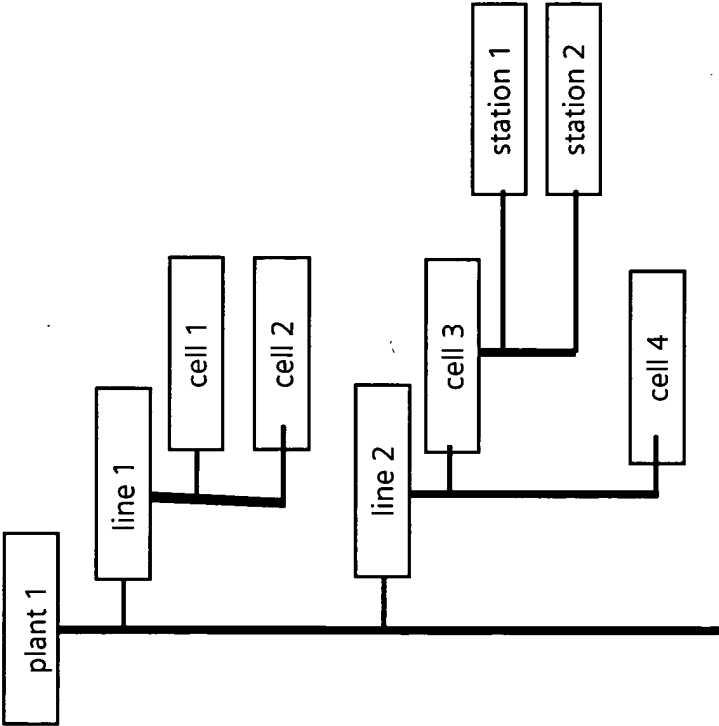 plant 1
line 1
cell 1
cell 2
line 2
cell 3
station 1
station 2
cell 4